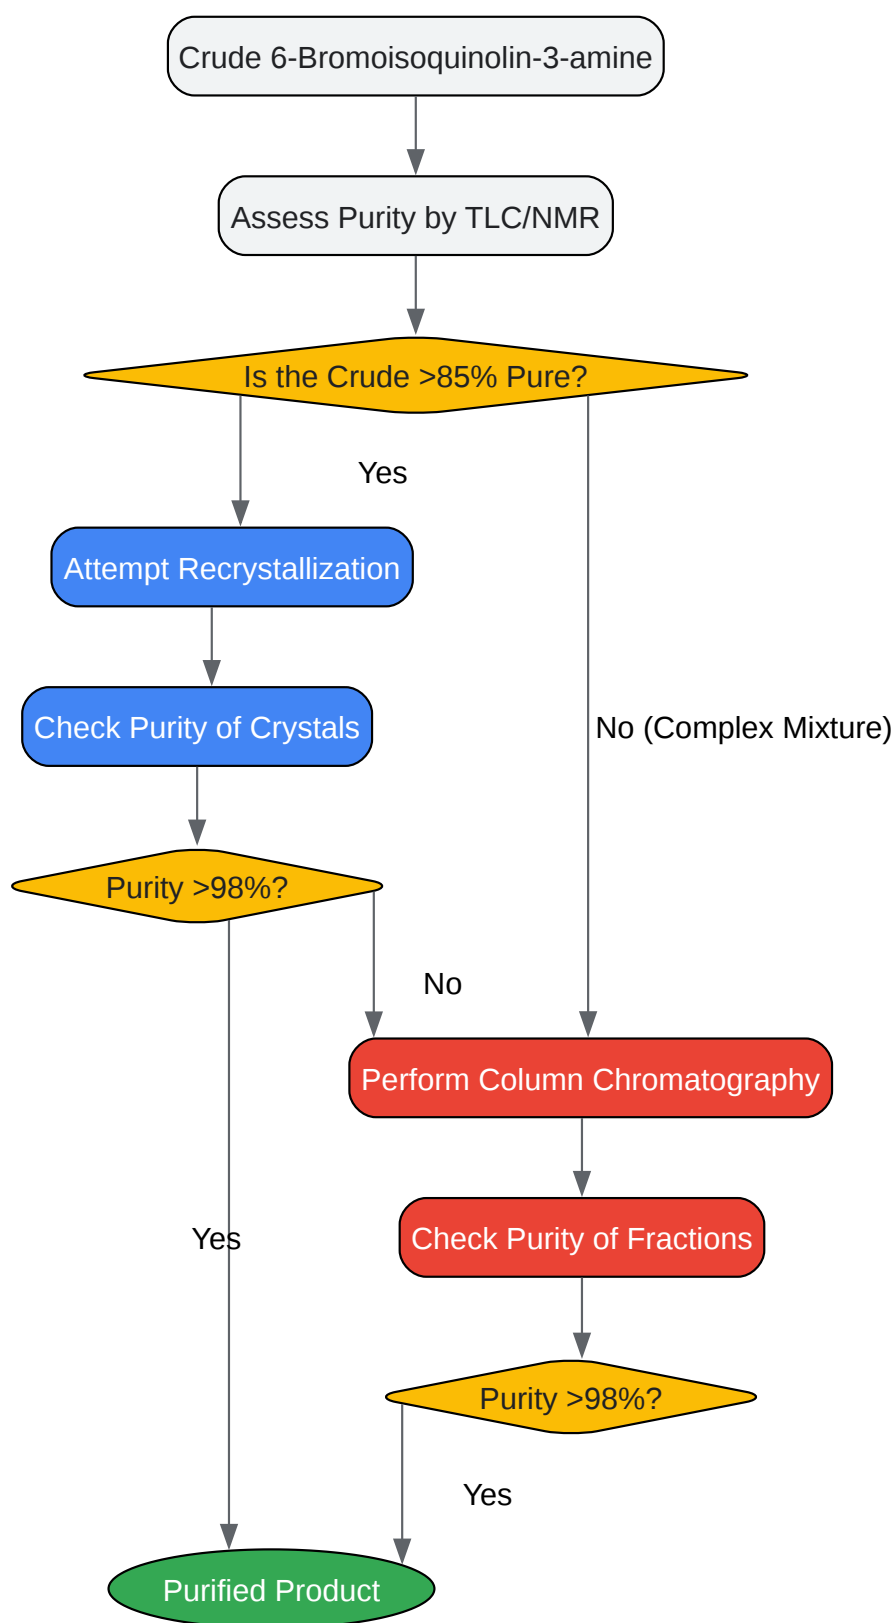 Crude 6-Bromoisoquinolin-3-amine
Assess Purity by TLC/NMR
Is the Crude >85% Pure?
Yes
Attempt Recrystallization
Check Purity of Crystals
No (Complex Mixture)
Purity >98%?
No
Perform Column Chromatography
Yes
Check Purity of Fractions
Purity >98%?
Yes
Purified Product